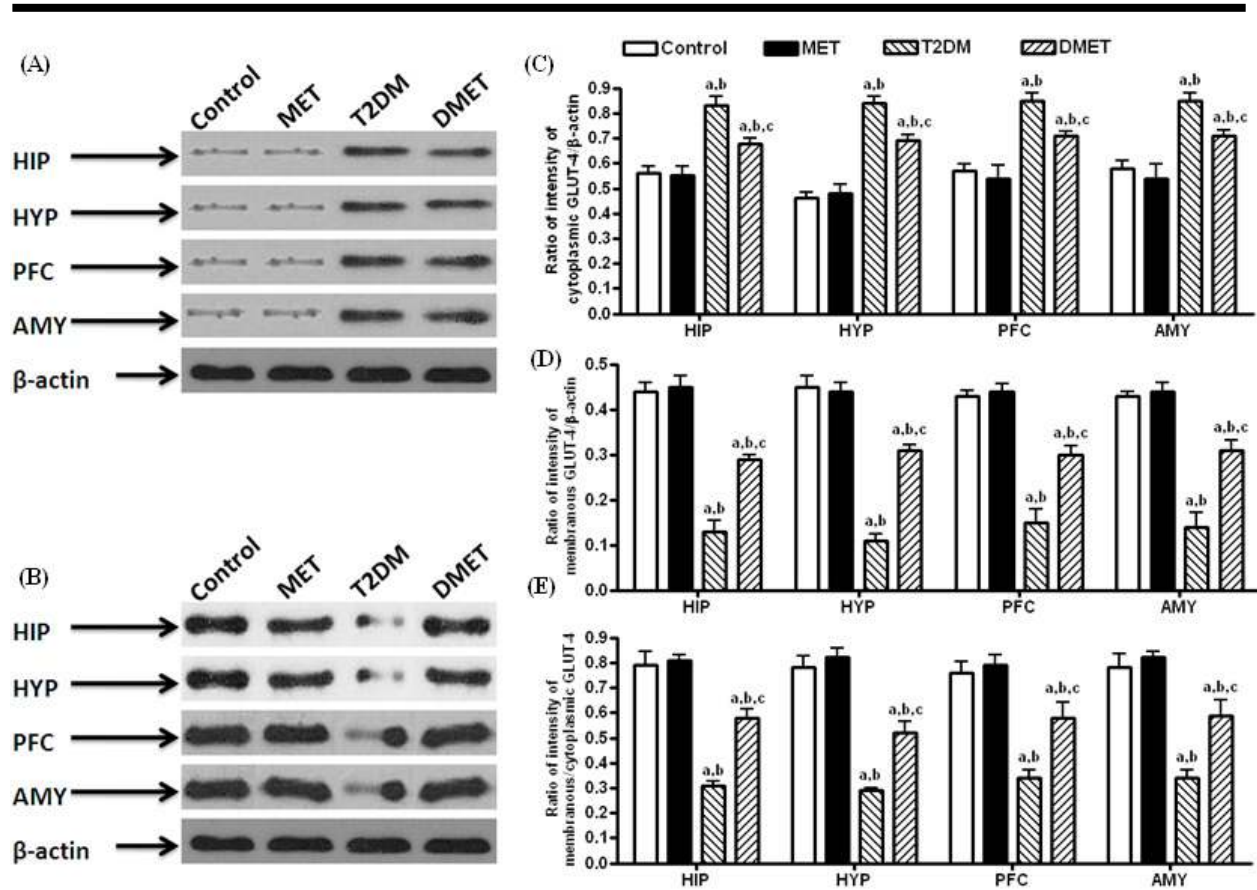 (A)
Control MET T2DM DMET
HIP
HYP
PFC
AMY
β-actin
(B)
Control MET T2DM DMET
HIP
HYP
PFC
AMY
β-actin
Control MET T2DM DMET
(C)
Ratio of intensity of
cytoplasmic GLUT-4/β-actin
0.9
0.8
0.7
0.6
0.5
0.4
0.3
0.2
0.1
0.0
a,b a,b,c a,b a,b,c a,b a,b,c a,b a,b,c
HIP HYP PFC AMY
(D)
Ratio of intensity of
membranous GLUT-4/β-actin
0.5
0.4
0.3
0.2
0.1
0.0
a,b a,b,c a,b a,b,c a,b a,b,c a,b a,b,c
HIP HYP PFC AMY
(E)
Ratio of intensity of
membranous/cytoplasmic GLUT-4
0.9
0.8
0.7
0.6
0.5
0.4
0.3
0.2
0.1
0.0
a,b a,b,c a,b a,b,c a,b a,b,c a,b a,b,c
HIP HYP PFC AMY